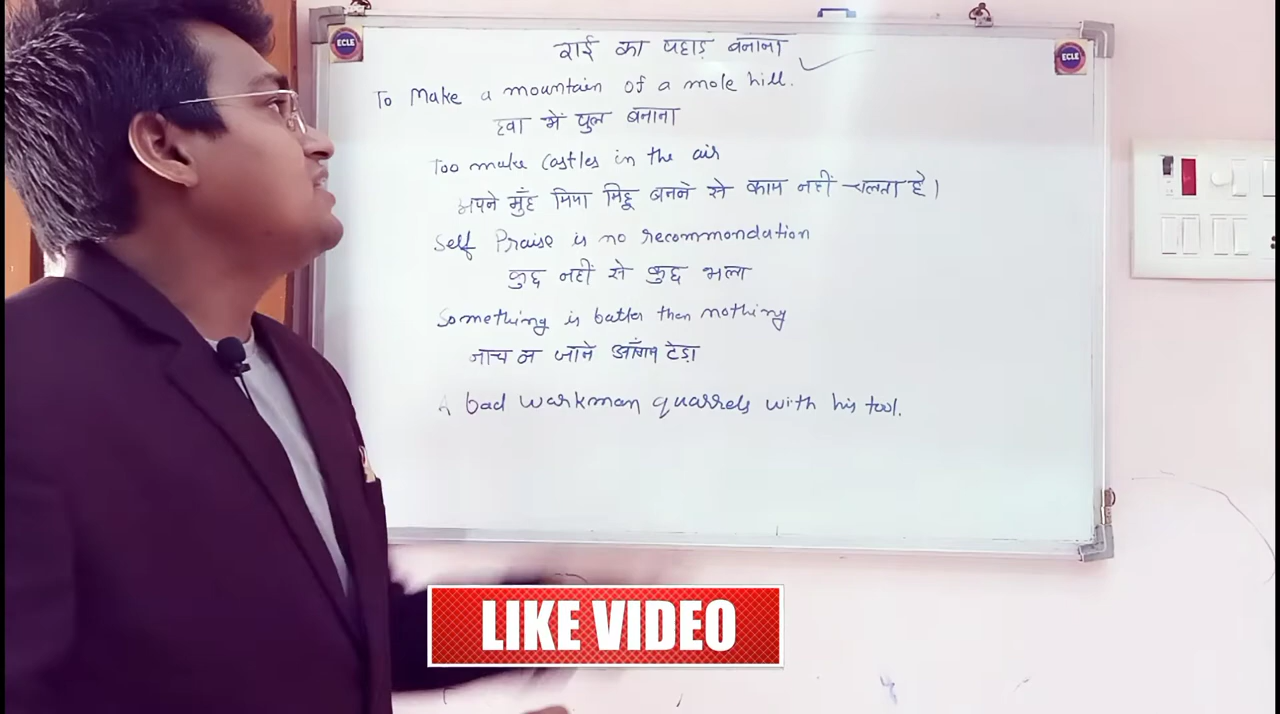 ECLE
ECLE
राई का पहाड़ बनाना
To Make a mountain of a mole hill.
हवा में पुल बनाना
Too make castles in the air
अपने मुँह मिया मिट्ठू बनने से काम नहीं चलता है।
Self Praise is no recommondation
कुछ नहीं से कुछ भला
Something is batter than nothing
नाच न जाने आँगन टेड़ा
A bad workman quarrels with his tool.
LIKE VIDEO